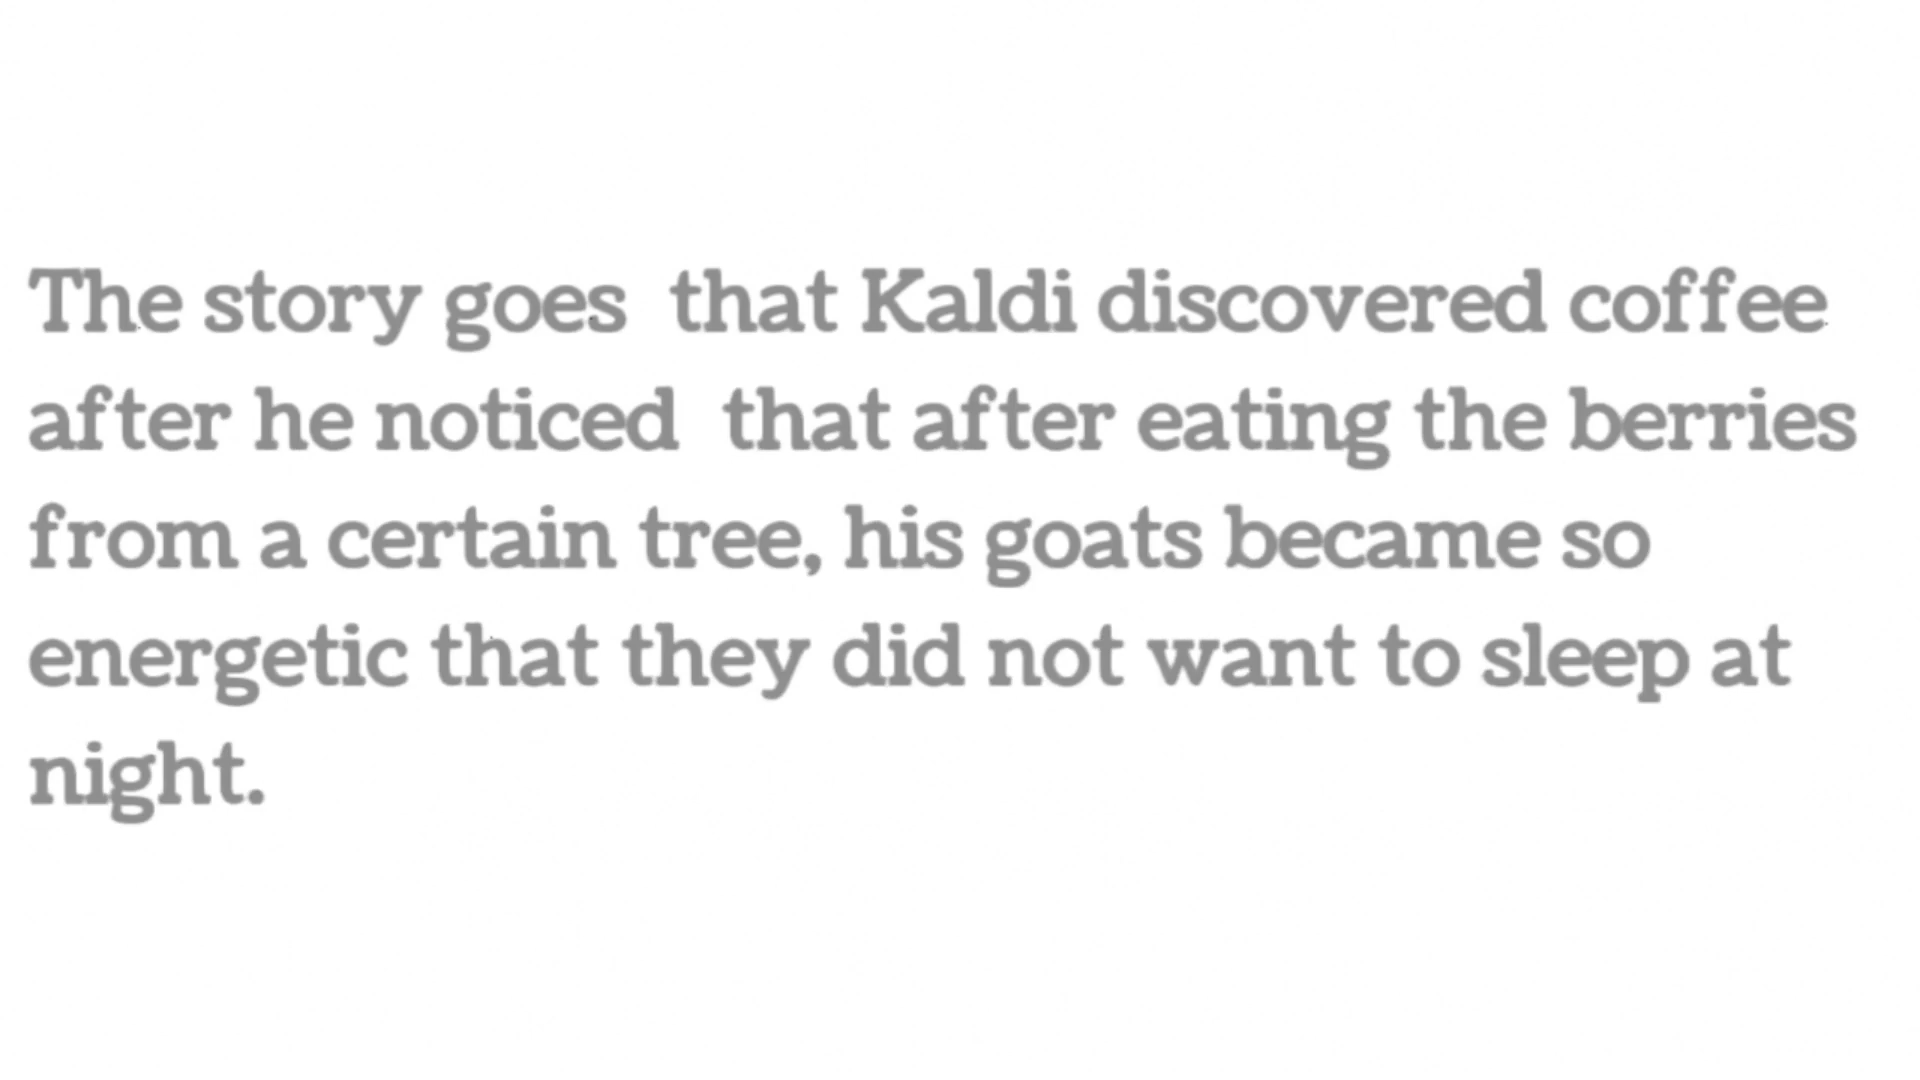 The story goes  that Kaldi discovered coffee
after he noticed  that after eating the berries
from a certain tree, his goats became so
energetic that they did not want to sleep at
night.